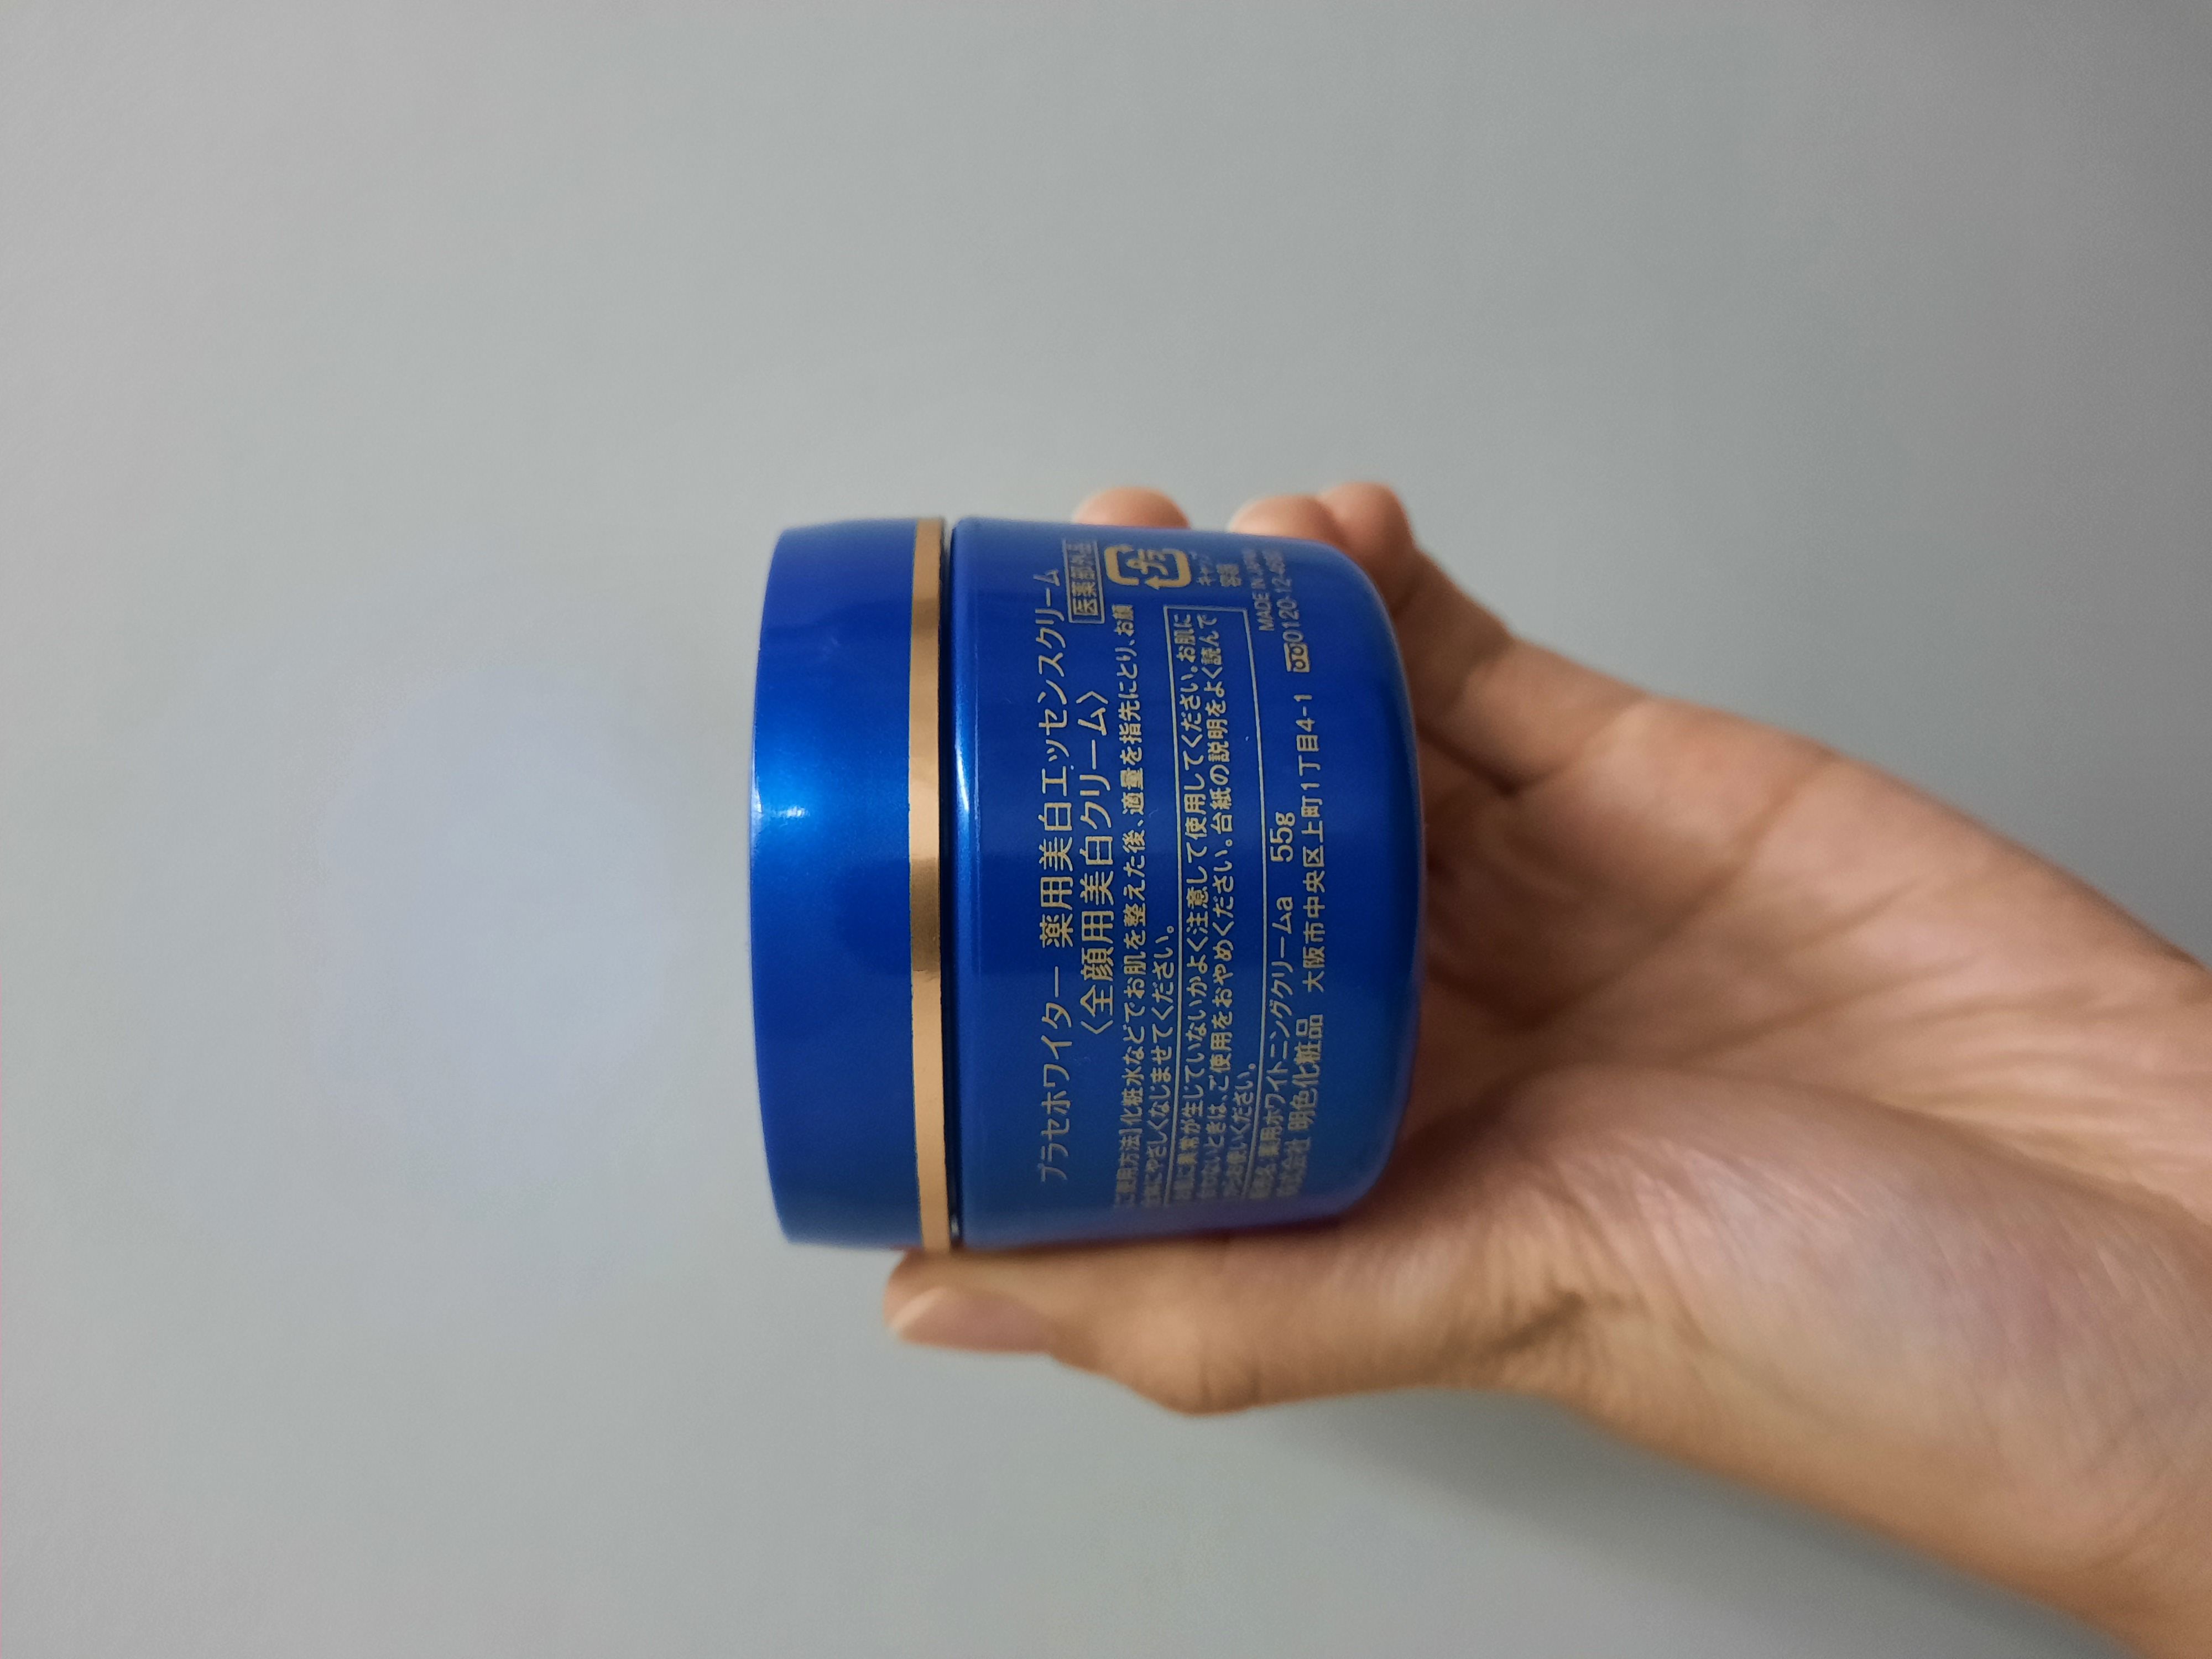 プラセホワイター 薬用美白エッセンスクリーム
〈全顔用美白クリーム〉 医薬部外品
[ご使用方法]化粧水などでお肌を整えた後、適量を指先にとり、お顔
全体にやさしくなじませてください。
お肌に異常が生じていないかよく注意して使用してください。お肌に
合わないときは、ご使用をおやめください。台紙の説明をよく読んで
からお使いください。
プラ
キャップ
容器
販売名:薬用ホワイトニングクリームa 55g MADE IN JAPAN
株式会社 明色化粧品 大阪市中央区上町1丁目4-1 0120-12-4680